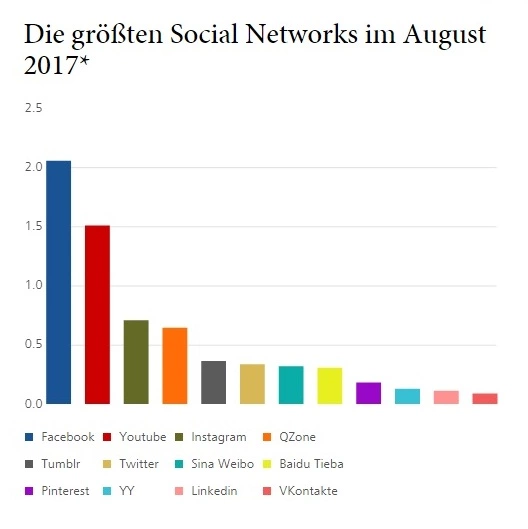 Die größten Social Networks im August
2017*
2.5
2.0
1.5
1.0
0.5
0.0
Facebook Youtube Instagram QZone
Tumblr Twitter Sina Weibo Baidu Tieba
Pinterest YY Linkedin VKontakte